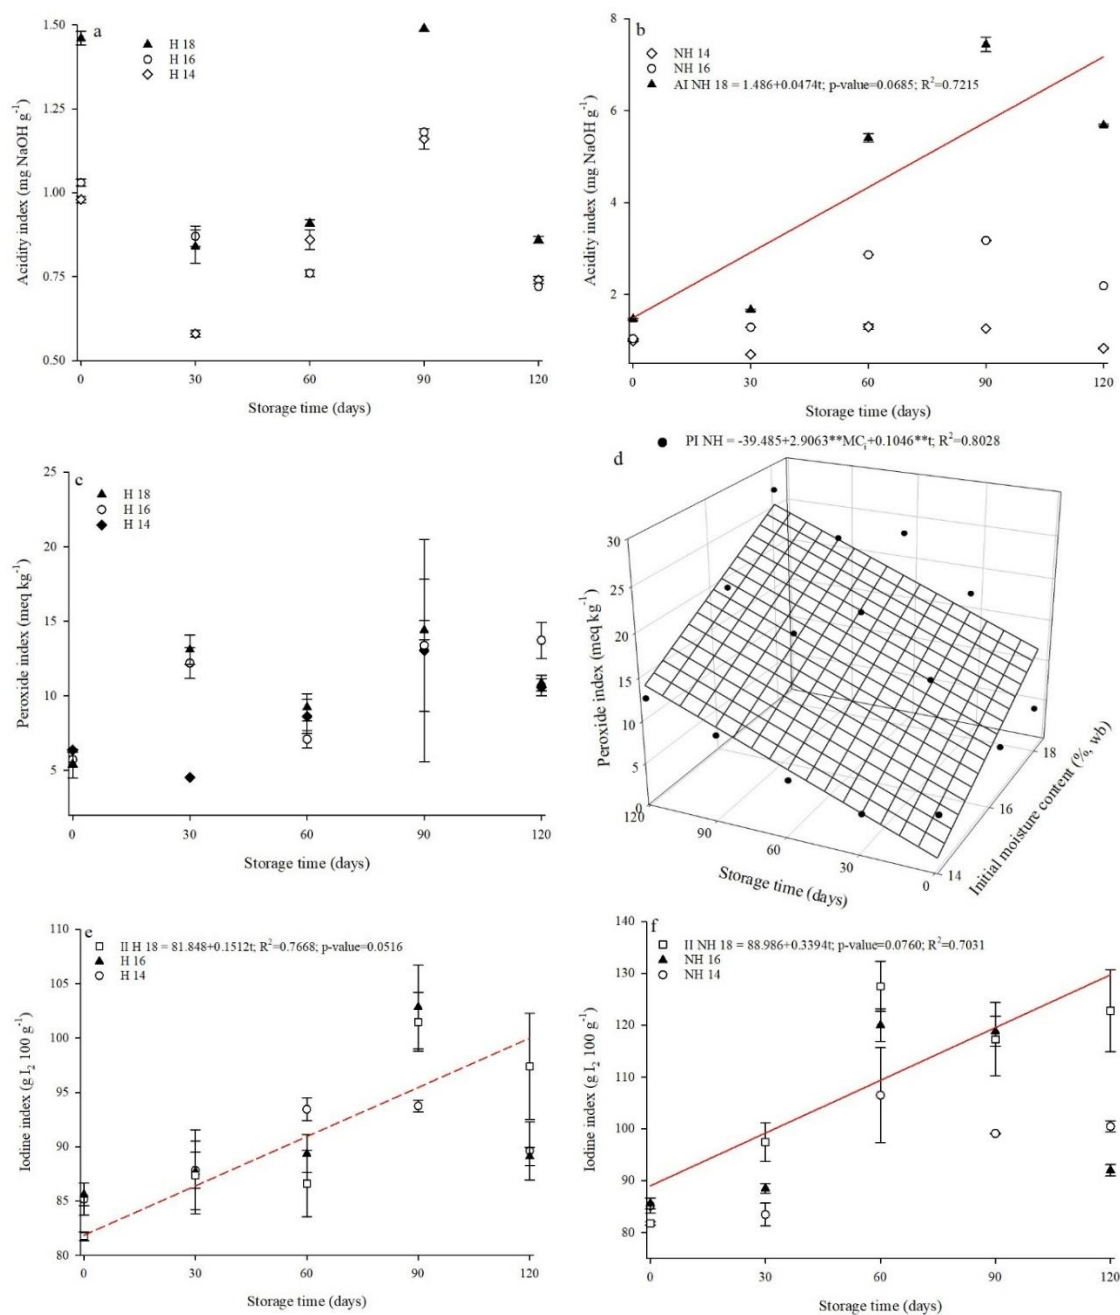 a
H 18
H 16
H 14
1.50
1.25
1.00
0.75
0.50
Acidity index (mg NaOH g⁻¹)
0 30 60 90 120
Storage time (days)
b
NH 14
NH 16
AI NH 18 = 1.486+0.0474t; p-value=0.0685; R²=0.7215
8
6
4
2
Acidity index (mg NaOH g⁻¹)
0 30 60 90 120
Storage time (days)
c
H 18
H 16
H 14
25
20
15
10
5
Peroxide index (meq kg⁻¹)
0 30 60 90 120
Storage time (days)
PI NH = -39.485+2.9063**MCᵢ+0.1046**t; R²=0.8028
d
30
25
20
15
10
5
0
Peroxide index (meq kg⁻¹)
120 90 60 30 0
Storage time (days)
14 16 18
Initial moisture content (%, wb)
e
II H 18 = 81.848+0.1512t; R²=0.7668; p-value=0.0516
H 16
H 14
110
105
100
95
90
85
80
Iodine index (g I₂ 100 g⁻¹)
0 30 60 90 120
Storage time (days)
f
II NH 18 = 88.986+0.3394t; p-value=0.0760; R²=0.7031
NH 16
NH 14
140
130
120
110
100
90
80
Iodine index (g I₂ 100 g⁻¹)
0 30 60 90 120
Storage time (days)